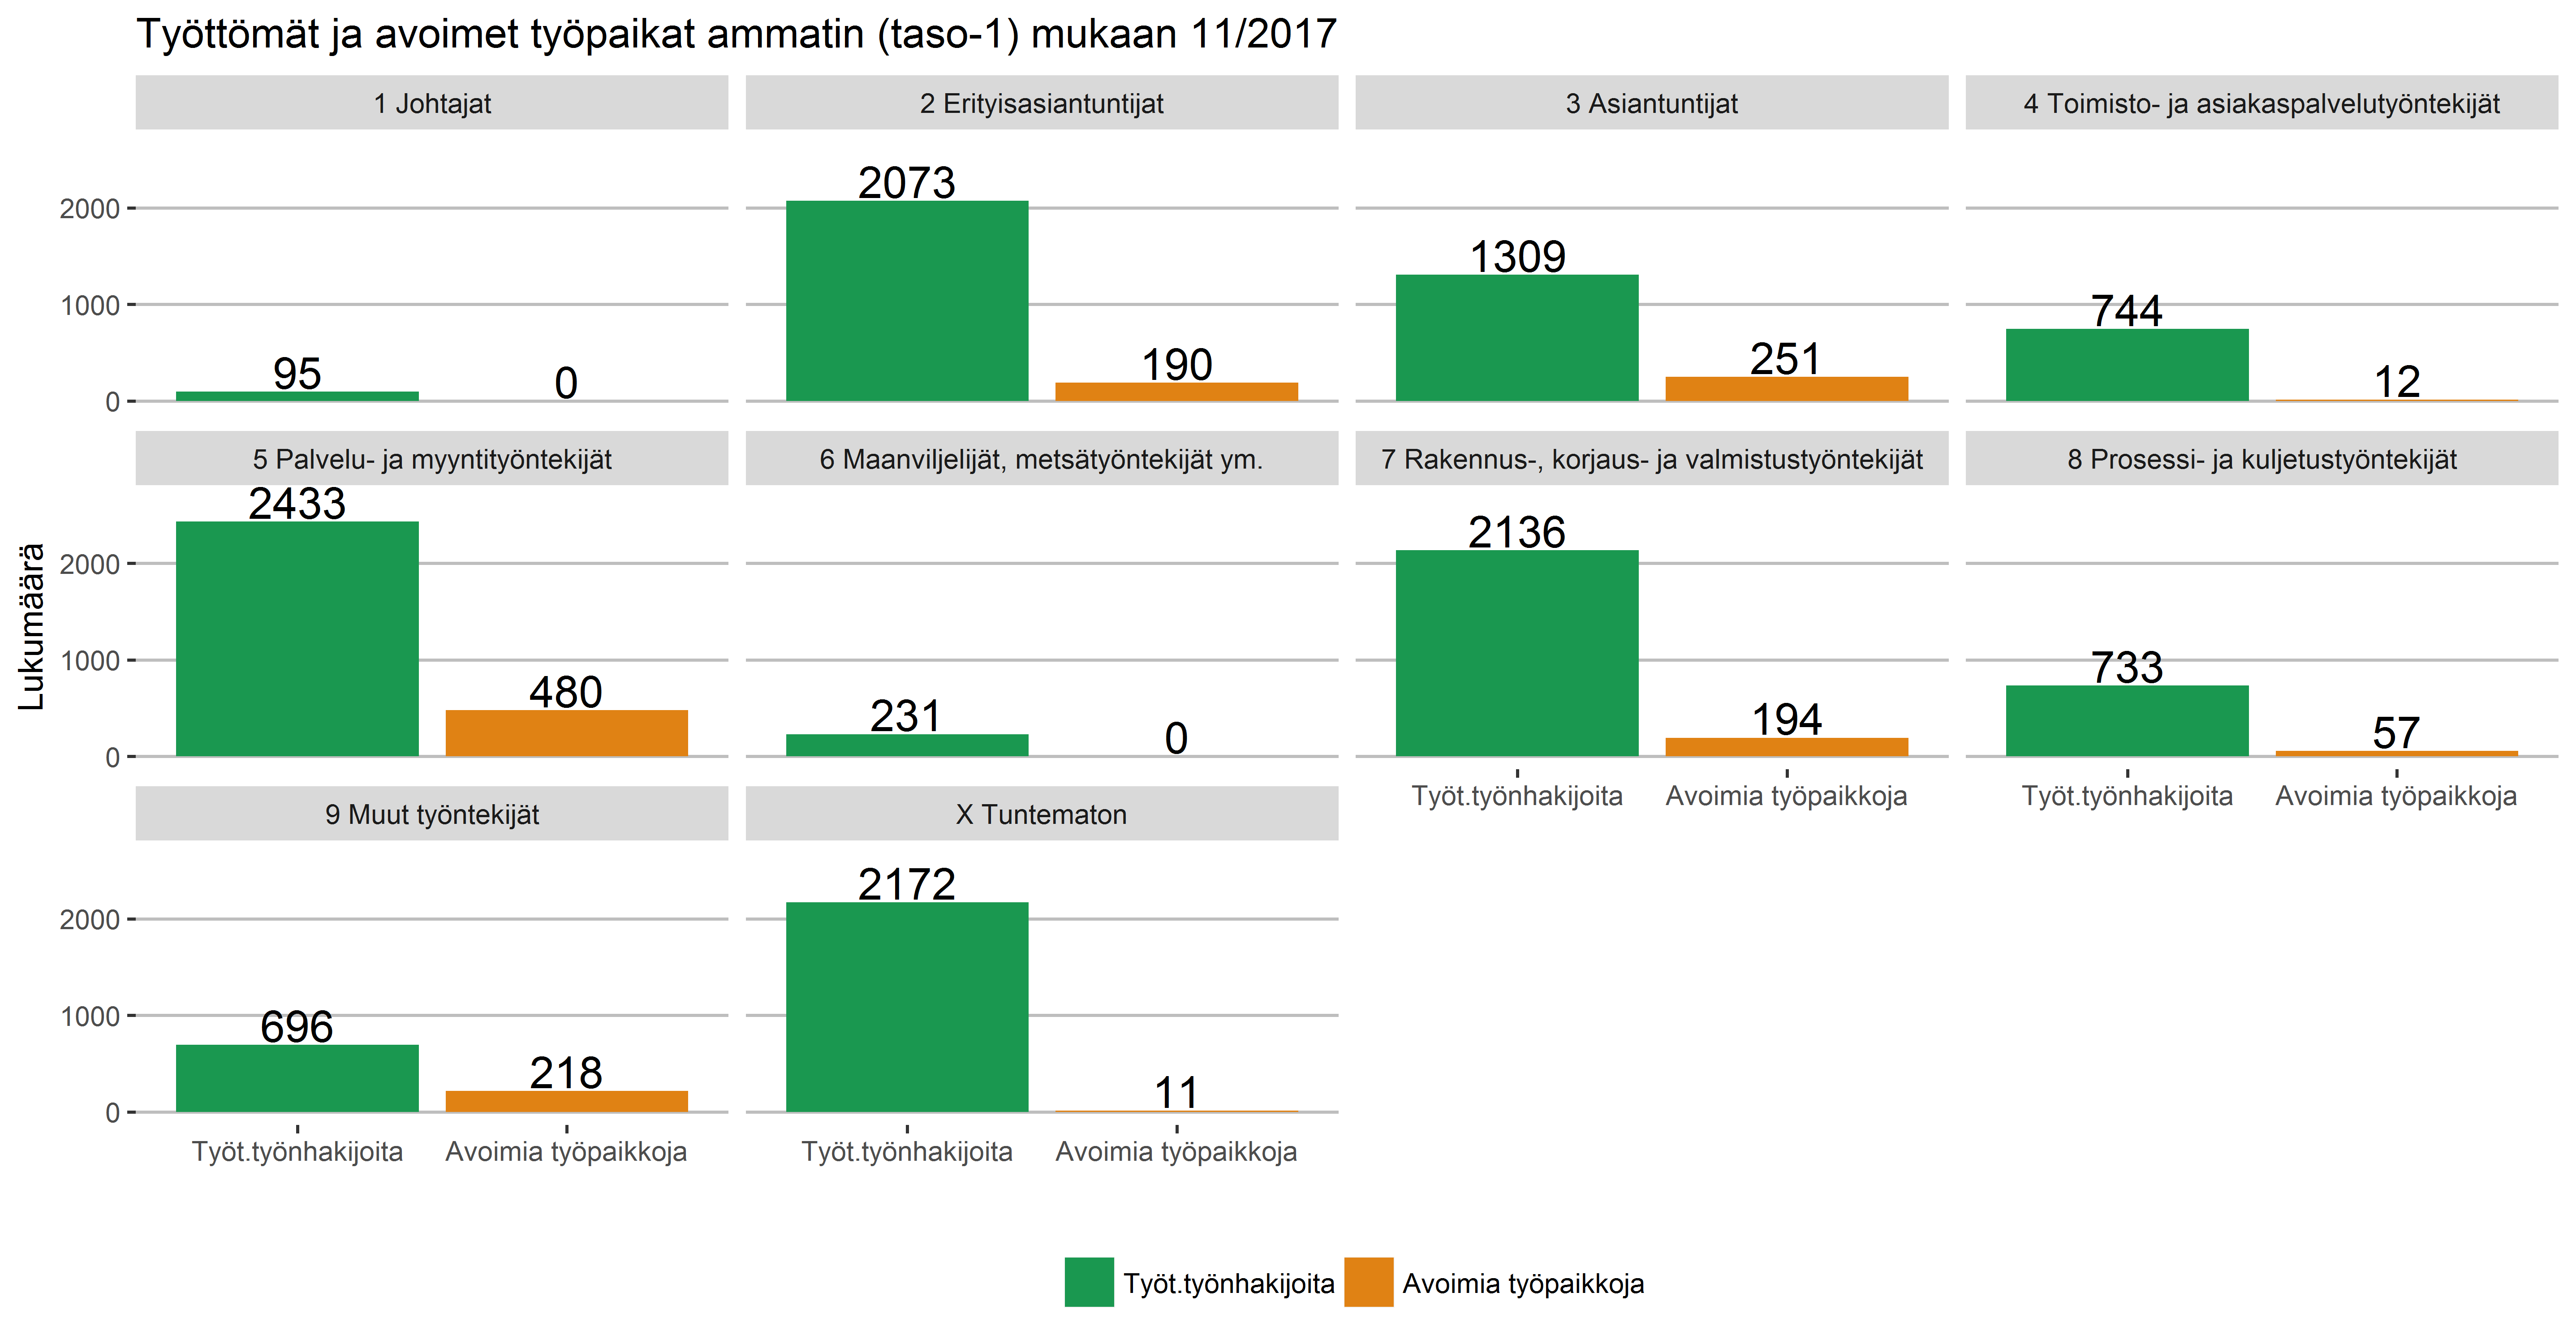 Työttömät ja avoimet työpaikat ammatin (taso-1) mukaan 11/2017
1 Johtajat
2 Erityisasiantuntijat
3 Asiantuntijat
4 Toimisto- ja asiakaspalvelutyöntekijät
2000
1000
0
95
0
2073
190
1309
251
744
12
5 Palvelu- ja myyntityöntekijät
6 Maanviljelijät, metsätyöntekijät ym.
7 Rakennus-, korjaus- ja valmistustyöntekijät
8 Prosessi- ja kuljetustyöntekijät
Lukumäärä
2000
1000
0
2433
480
231
0
2136
194
733
57
Työt.työnhakijoita
Avoimia työpaikkoja
Työt.työnhakijoita
Avoimia työpaikkoja
9 Muut työntekijät
X Tuntematon
2000
1000
0
696
218
2172
11
Työt.työnhakijoita
Avoimia työpaikkoja
Työt.työnhakijoita
Avoimia työpaikkoja
Työt.työnhakijoita
Avoimia työpaikkoja